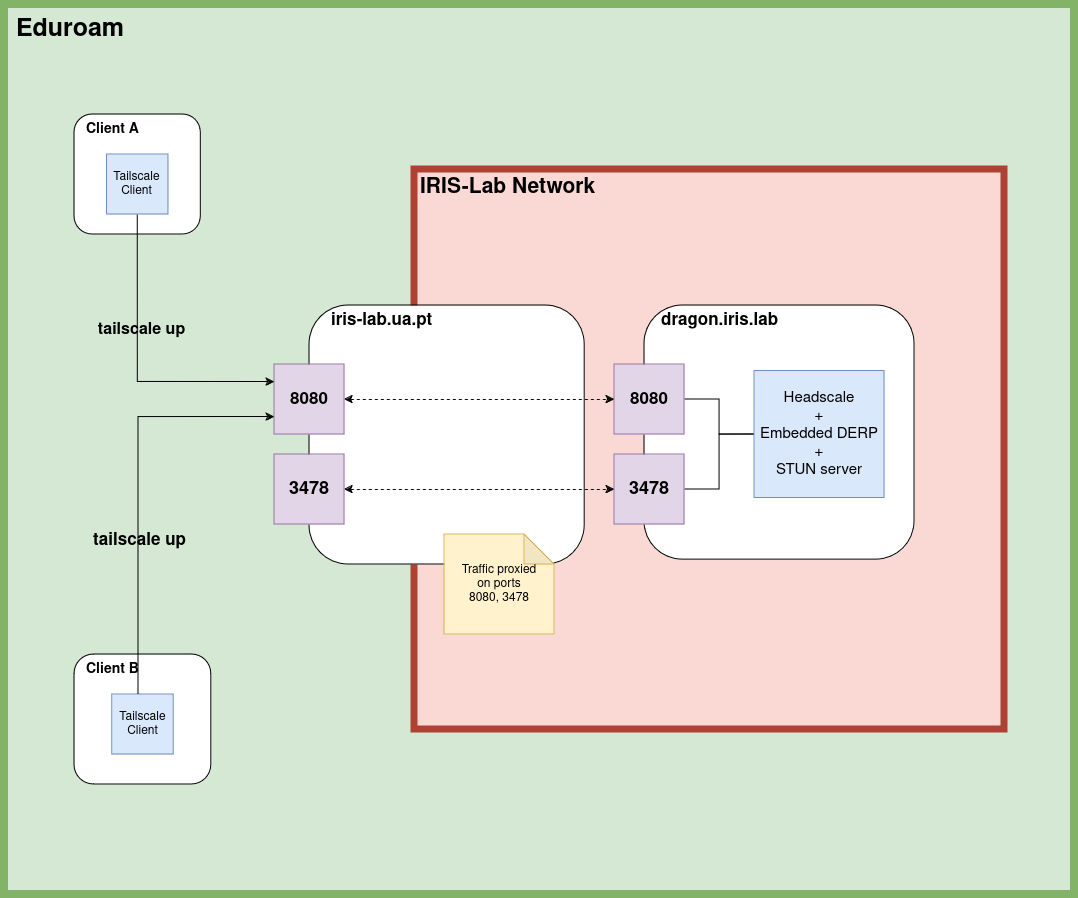 Eduroam
Client A
Tailscale
Client
tailscale up
IRIS-Lab Network
iris-lab.ua.pt
8080
3478
Traffic proxied
on ports
8080, 3478
dragon.iris.lab
8080
3478
Headscale
+
Embedded DERP
+
STUN server
tailscale up
Client B
Tailscale
Client